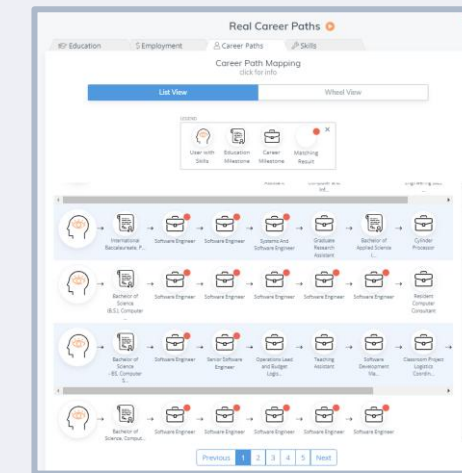 Real Career Paths
Education
Employment
Career Paths
Skills
Career Path Mapping
click for info
List View
Wheel View
User with Skills
Education Milestone
Career Milestone
Matching Result
International Baccalaureate, P...
Software Engineer
Software Engineer
Systems And Software Engineer
Graduate Research Assistant
Bachelor of Applied Science I...
Cylinder Processor
Bachelor of Science (B.S.), Computer ...
Software Engineer
Software Engineer
Software Engineer
Software Engineer
Software Engineer
Resident Computer Consultant
Bachelor of Science - BS, Computer S...
Software Engineer
Senior Software Engineer
Operations Lead and Budget Logis...
Teaching Assistant
Software Development Ma...
Classroom Project Logistics Coordin...
Bachelor of Science, Comput...
Software Engineer
Software Engineer
Software Engineer
Software Engineer
Software Engineer
Previous 1 2 3 4 5 Next